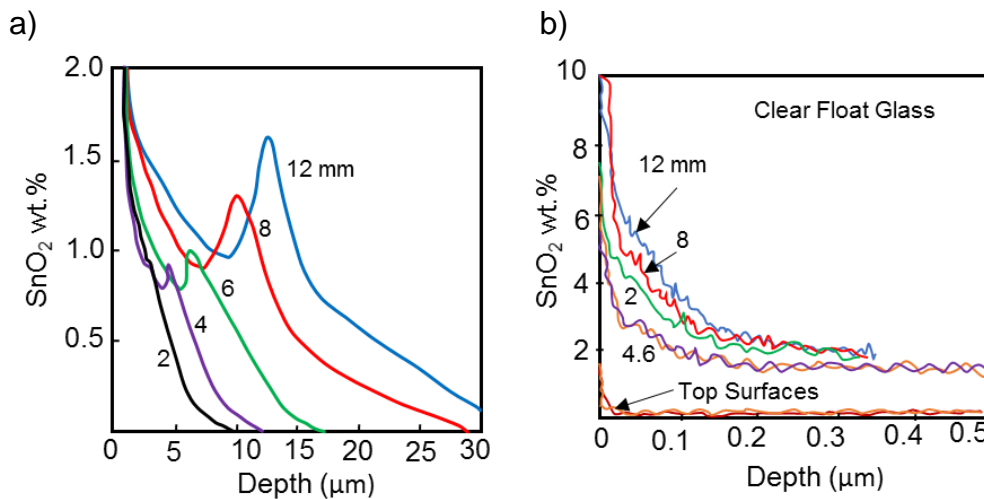 a)
2.0
1.5
1.0
0.5
SnO₂ wt.%
12 mm
8
6
4
2
0 5 10 15 20 25 30
Depth (μm)
b)
10
8
6
4
2
SnO₂ wt.%
Clear Float Glass
12 mm
8
2
4.6
Top Surfaces
0 0.1 0.2 0.3 0.4 0.5
Depth (μm)